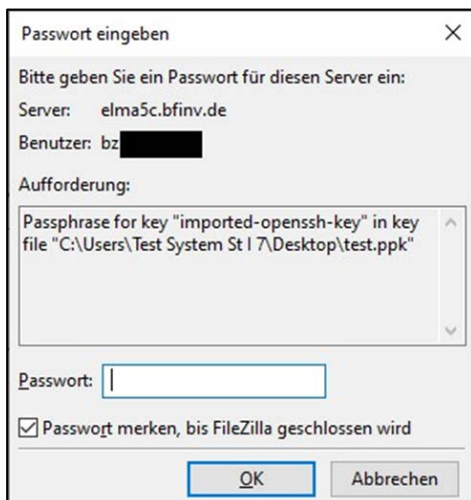 Passwort eingeben
Bitte geben Sie ein Passwort für diesen Server ein:
Server: elma5c.bfinv.de
Benutzer: bz
Aufforderung:
Passphrase for key "imported-openssh-key" in key
file "C:\Users\Test System St I 7\Desktop\test.ppk"
Passwort:
Passwort merken, bis FileZilla geschlossen wird
OK Abbrechen